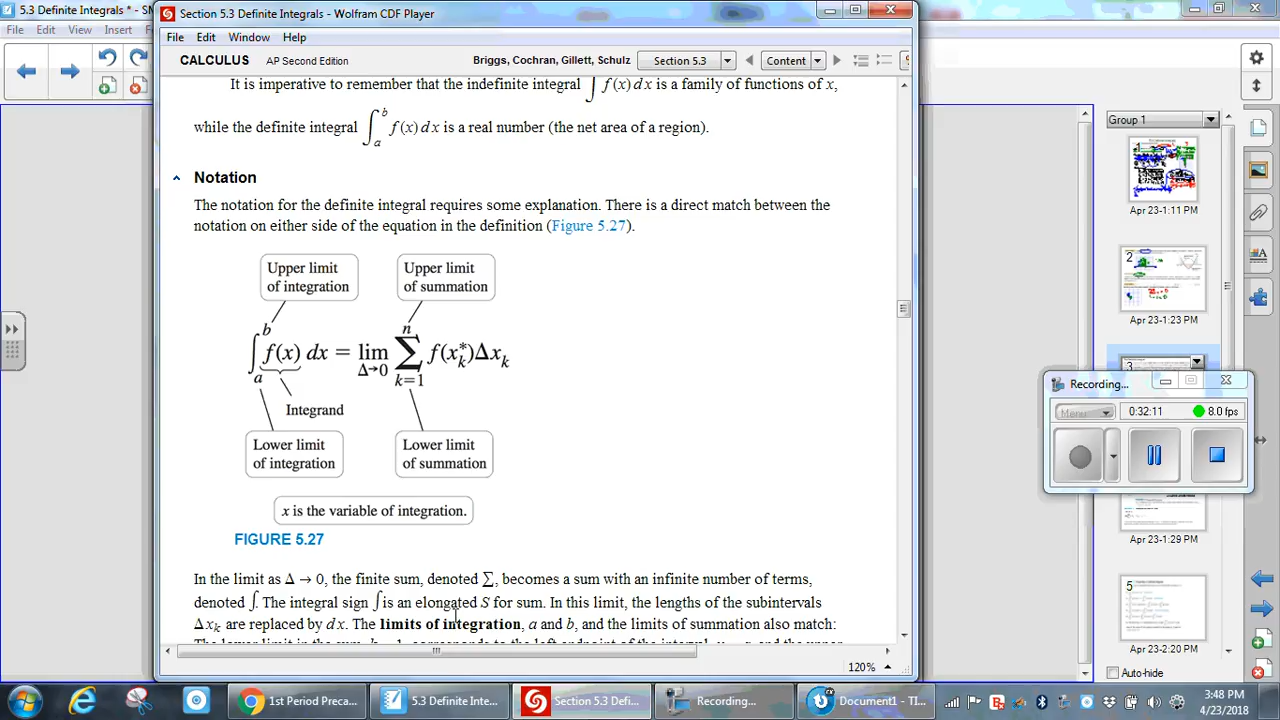 5.3 Definite Integrals * - SM
Section 5.3 Definite Integrals - Wolfram CDF Player
File Edit View Insert
File Edit Window Help
CALCULUS AP Second Edition
Briggs, Cochran, Gillett, Schulz
Section 5.3
Content
It is imperative to remember that the indefinite integral ∫ f(x) dx is a family of functions of x,
while the definite integral ∫_a^b f(x) dx is a real number (the net area of a region).
Notation
The notation for the definite integral requires some explanation. There is a direct match between the
notation on either side of the equation in the definition (Figure 5.27).
Upper limit
of integration
Upper limit
of summation
∫_a^b f(x) dx = lim_{Δ→0} ∑_{k=1}^n f(x_k^*)Δx_k
Integrand
Lower limit
of integration
Lower limit
of summation
x is the variable of integration.
FIGURE 5.27
In the limit as Δ → 0, the finite sum, denoted ∑, becomes a sum with an infinite number of terms,
denoted ∫. The integral sign ∫ is an elongated S for sum. In this limit, the lengths of the subintervals
Δx_k are replaced by dx. The limits of integration, a and b, and the limits of summation also match:
120%
Group 1
1
Apr 23-1:11 PM
2
Apr 23-1:23 PM
3
Apr 23-1:29 PM
5
Apr 23-2:20 PM
Auto-hide
Recording...
Menu
0:32:11
8.0 fps
1st Period Preca...
5.3 Definite Inte...
Section 5.3 Defi...
Recording...
Document1 - TI...
3:48 PM
4/23/2018